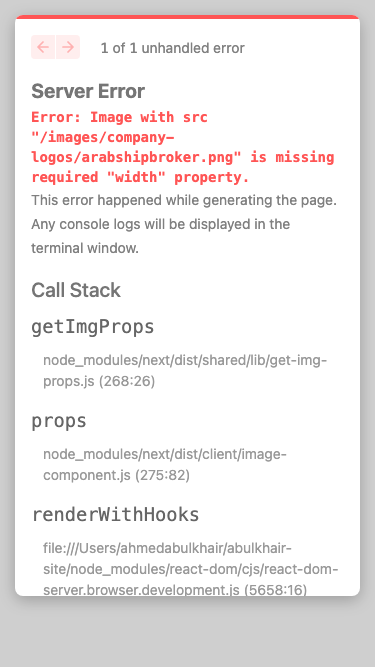 1 of 1 unhandled error
Server Error
Error: Image with src
"/images/company-
logos/arabshipbroker.png" is missing
required "width" property.
This error happened while generating the page.
Any console logs will be displayed in the
terminal window.
Call Stack
getImgProps
node_modules/next/dist/shared/lib/get-img-
props.js (268:26)
props
node_modules/next/dist/client/image-
component.js (275:82)
renderWithHooks
file:///Users/ahmedabulkhair/abulkhair-
site/node_modules/react-dom/cjs/react-dom-
server.browser.development.js (5658:16)